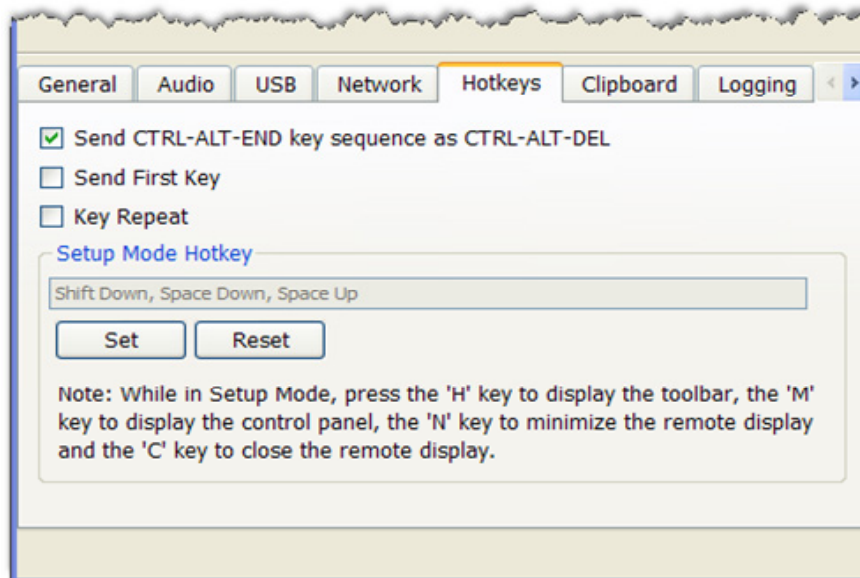 General Audio USB Network Hotkeys Clipboard Logging
Send CTRL-ALT-END key sequence as CTRL-ALT-DEL
Send First Key
Key Repeat
Setup Mode Hotkey
Shift Down, Space Down, Space Up
Set Reset
Note: While in Setup Mode, press the 'H' key to display the toolbar, the 'M'
key to display the control panel, the 'N' key to minimize the remote display
and the 'C' key to close the remote display.